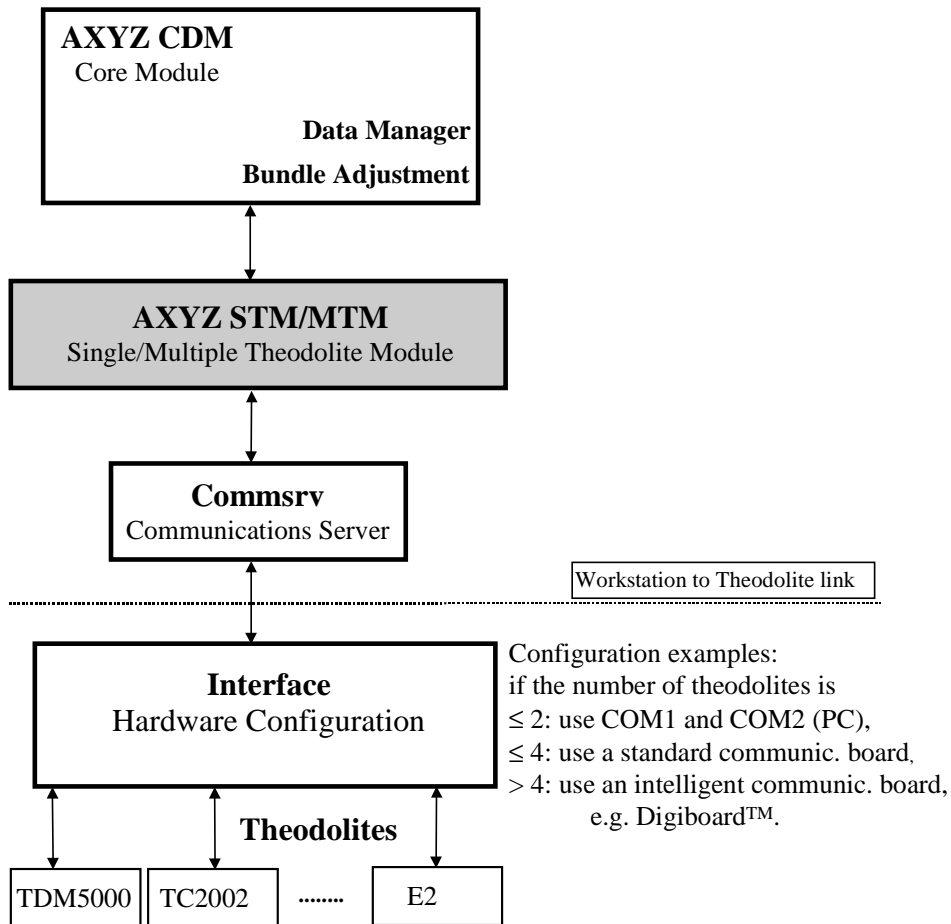 AXYZ CDM
Core Module
Data Manager
Bundle Adjustment
AXYZ STM/MTM
Single/Multiple Theodolite Module
Commsrv
Communications Server
Workstation to Theodolite link
Interface
Hardware Configuration
Configuration examples:
if the number of theodolites is
≤ 2: use COM1 and COM2 (PC),
≤ 4: use a standard communic. board,
> 4: use an intelligent communic. board,
e.g. Digiboard™.
Theodolites
TDM5000 TC2002 ........ E2